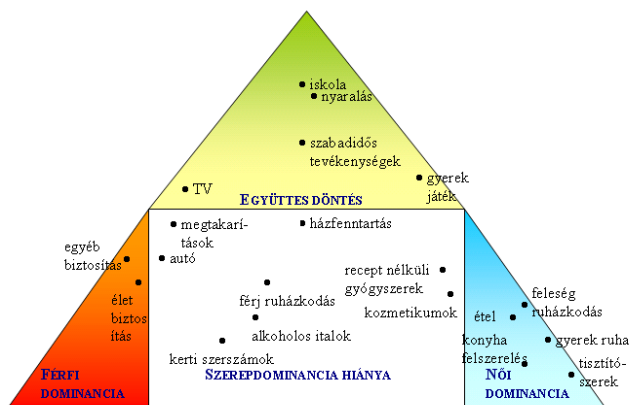 iskola
nyaralás
szabadidős
tevékenységek
gyerek
játék
TV
EGYÜTTES DÖNTÉS
megtakarí-
tások
házfenntartás
egyéb
biztosítás
autó
élet
biztos
ítás
férj ruházkodás
recept nélküli
gyógyszerek
kozmetikumok
alkoholos italok
kerti szerszámok
feleség
ruházkodás
étel
konyha
felszerelés
gyerek ruha
tisztító-
szerek
FÉRFI
DOMINANCIA
SZEREPDOMINANCIA HIÁNYA
NŐI
DOMINANCIA